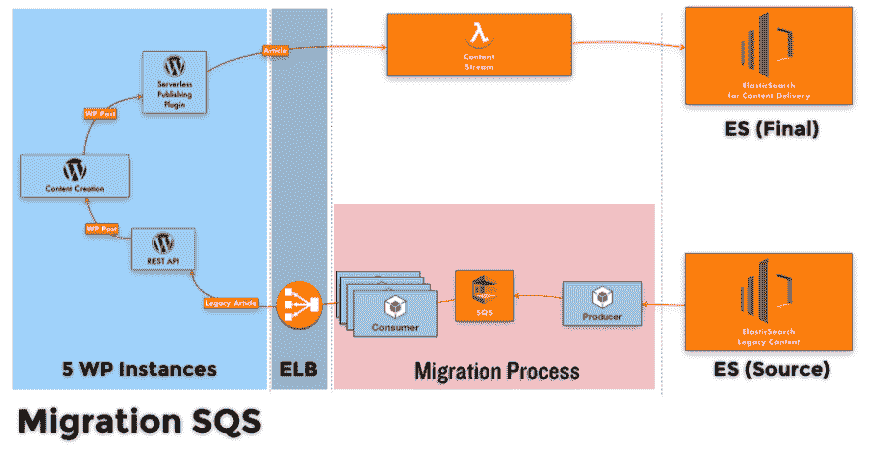 Article
Content
Stream
ElasticSearch
for Content Delivery
ES (Final)
Serverless
Publishing
Plugin
WP Post
Content Creation
WP Post
REST API
Legacy Article
Consumer
SQS
Producer
ElasticSearch
Legacy Content
5 WP Instances
ELB
Migration Process
ES (Source)
Migration SQS